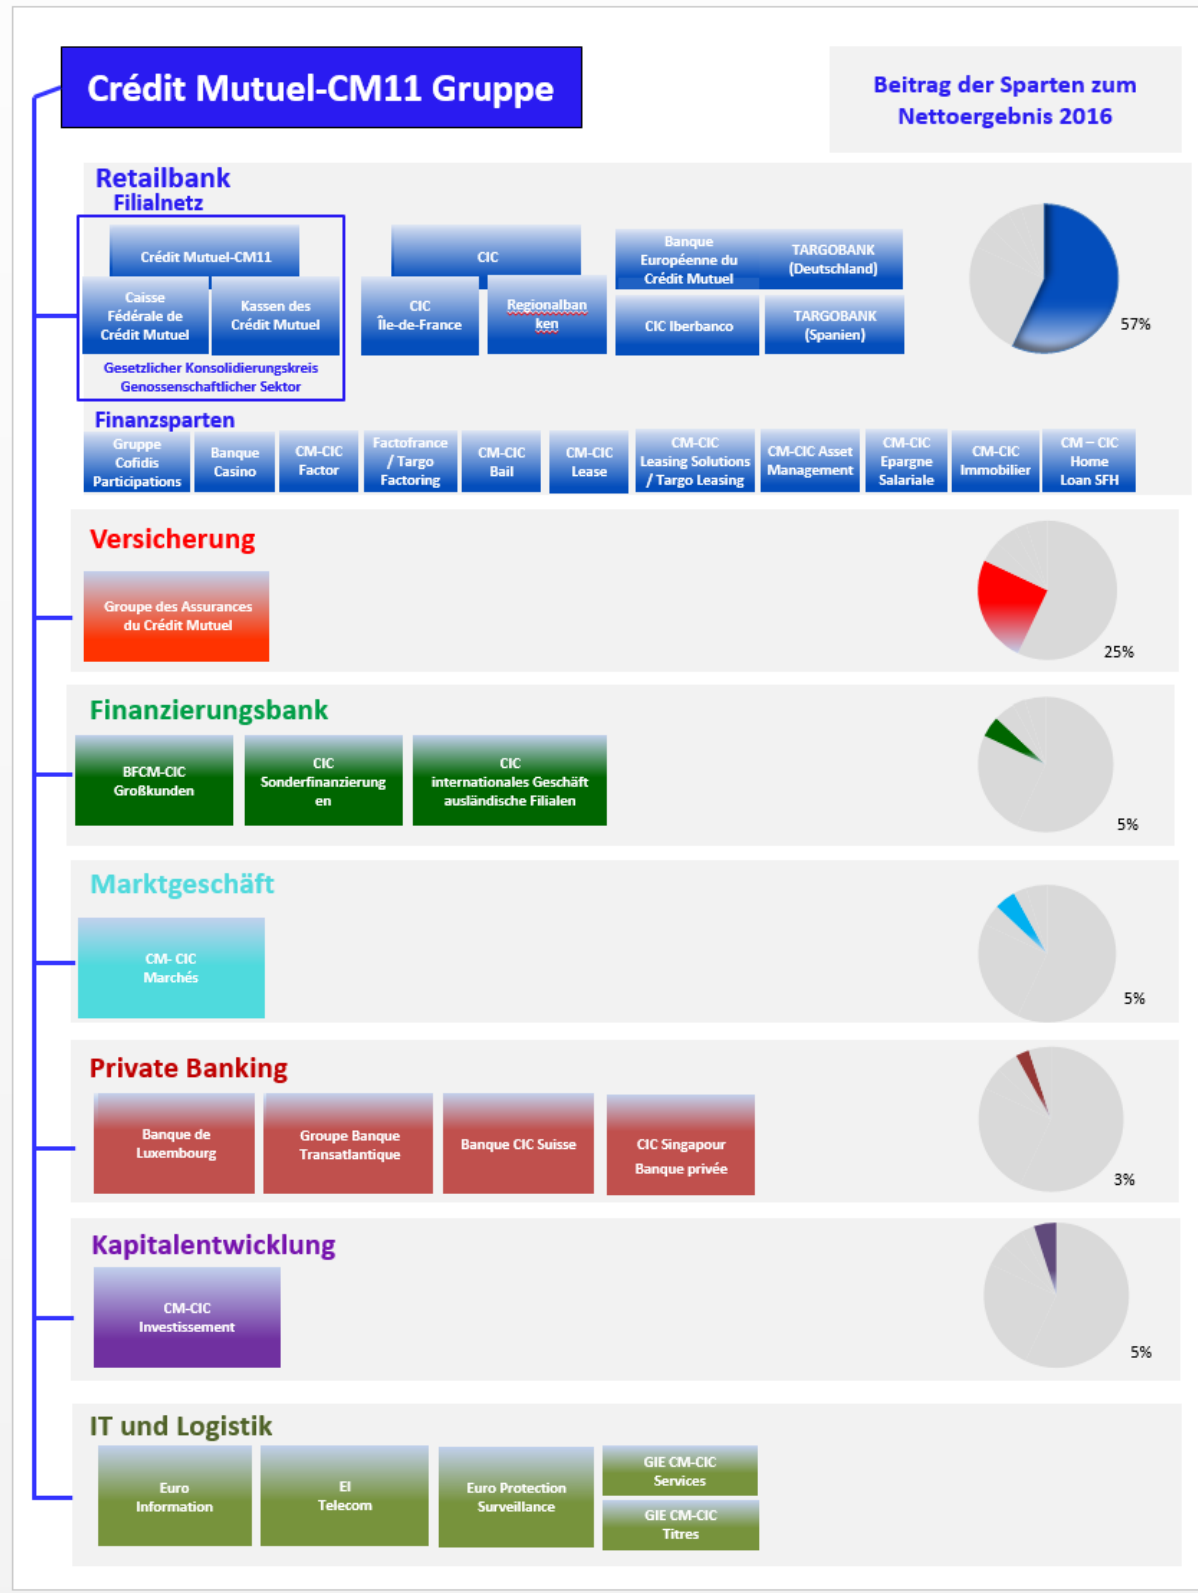 Crédit Mutuel-CM11 Gruppe
Beitrag der Sparten zum
Nettoergebnis 2016
Retailbank
Filialnetz
Crédit Mutuel-CM11
Caisse
Fédérale de
Crédit Mutuel
Kassen des
Crédit Mutuel
Gesetzlicher Konsolidierungskreis
Genossenschaftlicher Sektor
CIC
CIC
Île-de-France
Regionalban
ken
Banque
Européenne du
Crédit Mutuel
TARGOBANK
(Deutschland)
CIC Iberbanco
TARGOBANK
(Spanien)
57%
Finanzsparten
Gruppe
Cofidis
Participations
Banque
Casino
CM-CIC
Factor
Factofrance
/ Targo
Factoring
CM-CIC
Bail
CM-CIC
Lease
CM-CIC
Leasing Solutions
/ Targo Leasing
CM-CIC Asset
Management
CM-CIC
Epargne
Salariale
CM-CIC
Immobilier
CM – CIC
Home
Loan SFH
Versicherung
Groupe des Assurances
du Crédit Mutuel
25%
Finanzierungsbank
BFCM-CIC
Großkunden
CIC
Sonderfinanzierung
en
CIC
internationales Geschäft
ausländische Filialen
5%
Marktgeschäft
CM- CIC
Marchés
5%
Private Banking
Banque de
Luxembourg
Groupe Banque
Transatlantique
Banque CIC Suisse
CIC Singapour
Banque privée
3%
Kapitalentwicklung
CM-CIC
Investissement
5%
IT und Logistik
Euro
Information
EI
Telecom
Euro Protection
Surveillance
GIE CM-CIC
Services
GIE CM-CIC
Titres